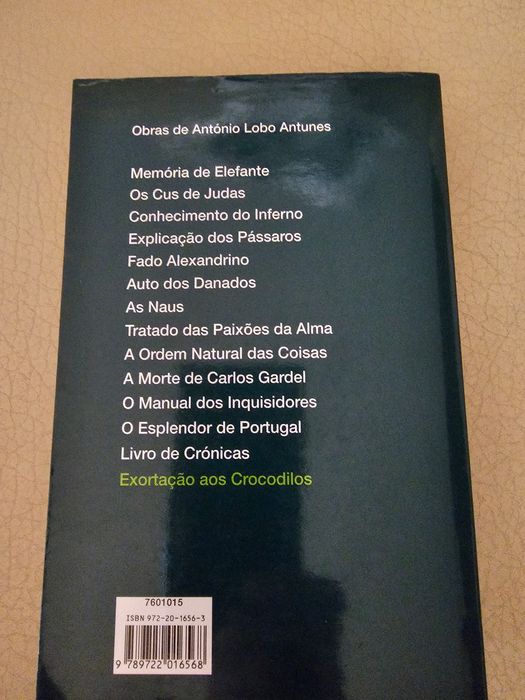 Obras de António Lobo Antunes
Memória de Elefante
Os Cus de Judas
Conhecimento do Inferno
Explicação dos Pássaros
Fado Alexandrino
Auto dos Danados
As Naus
Tratado das Paixões da Alma
A Ordem Natural das Coisas
A Morte de Carlos Gardel
O Manual dos Inquisidores
O Esplendor de Portugal
Livro de Crónicas
Exortação aos Crocodilos
7601015
ISBN 972-20-1656-3
9 789722 016568